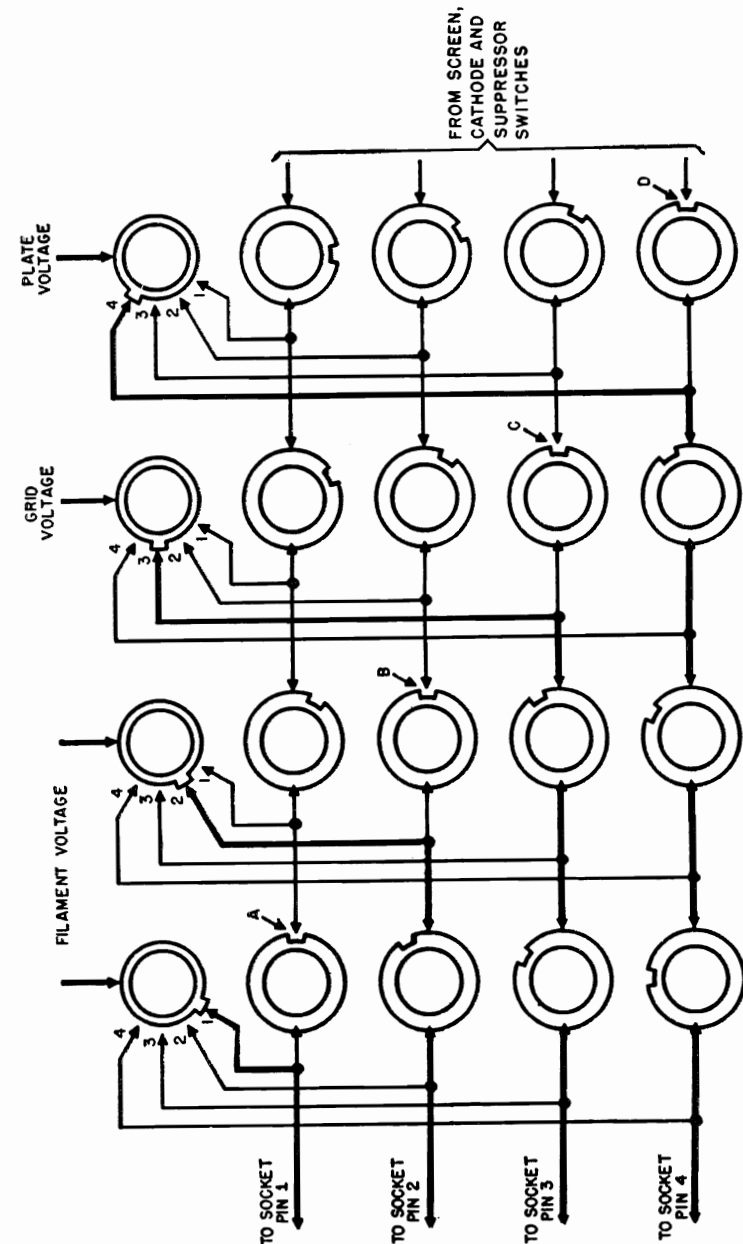 PLATE
VOLTAGE
GRID
VOLTAGE
FILAMENT VOLTAGE
FROM SCREEN,
CATHODE AND
SUPPRESSOR
SWITCHES
4
3
2
1
4
3
2
1
4
3
2
1
4
3
2
1
A
B
C
D
TO SOCKET
PIN 1
TO SOCKET
PIN 2
TO SOCKET
PIN 3
TO SOCKET
PIN 4